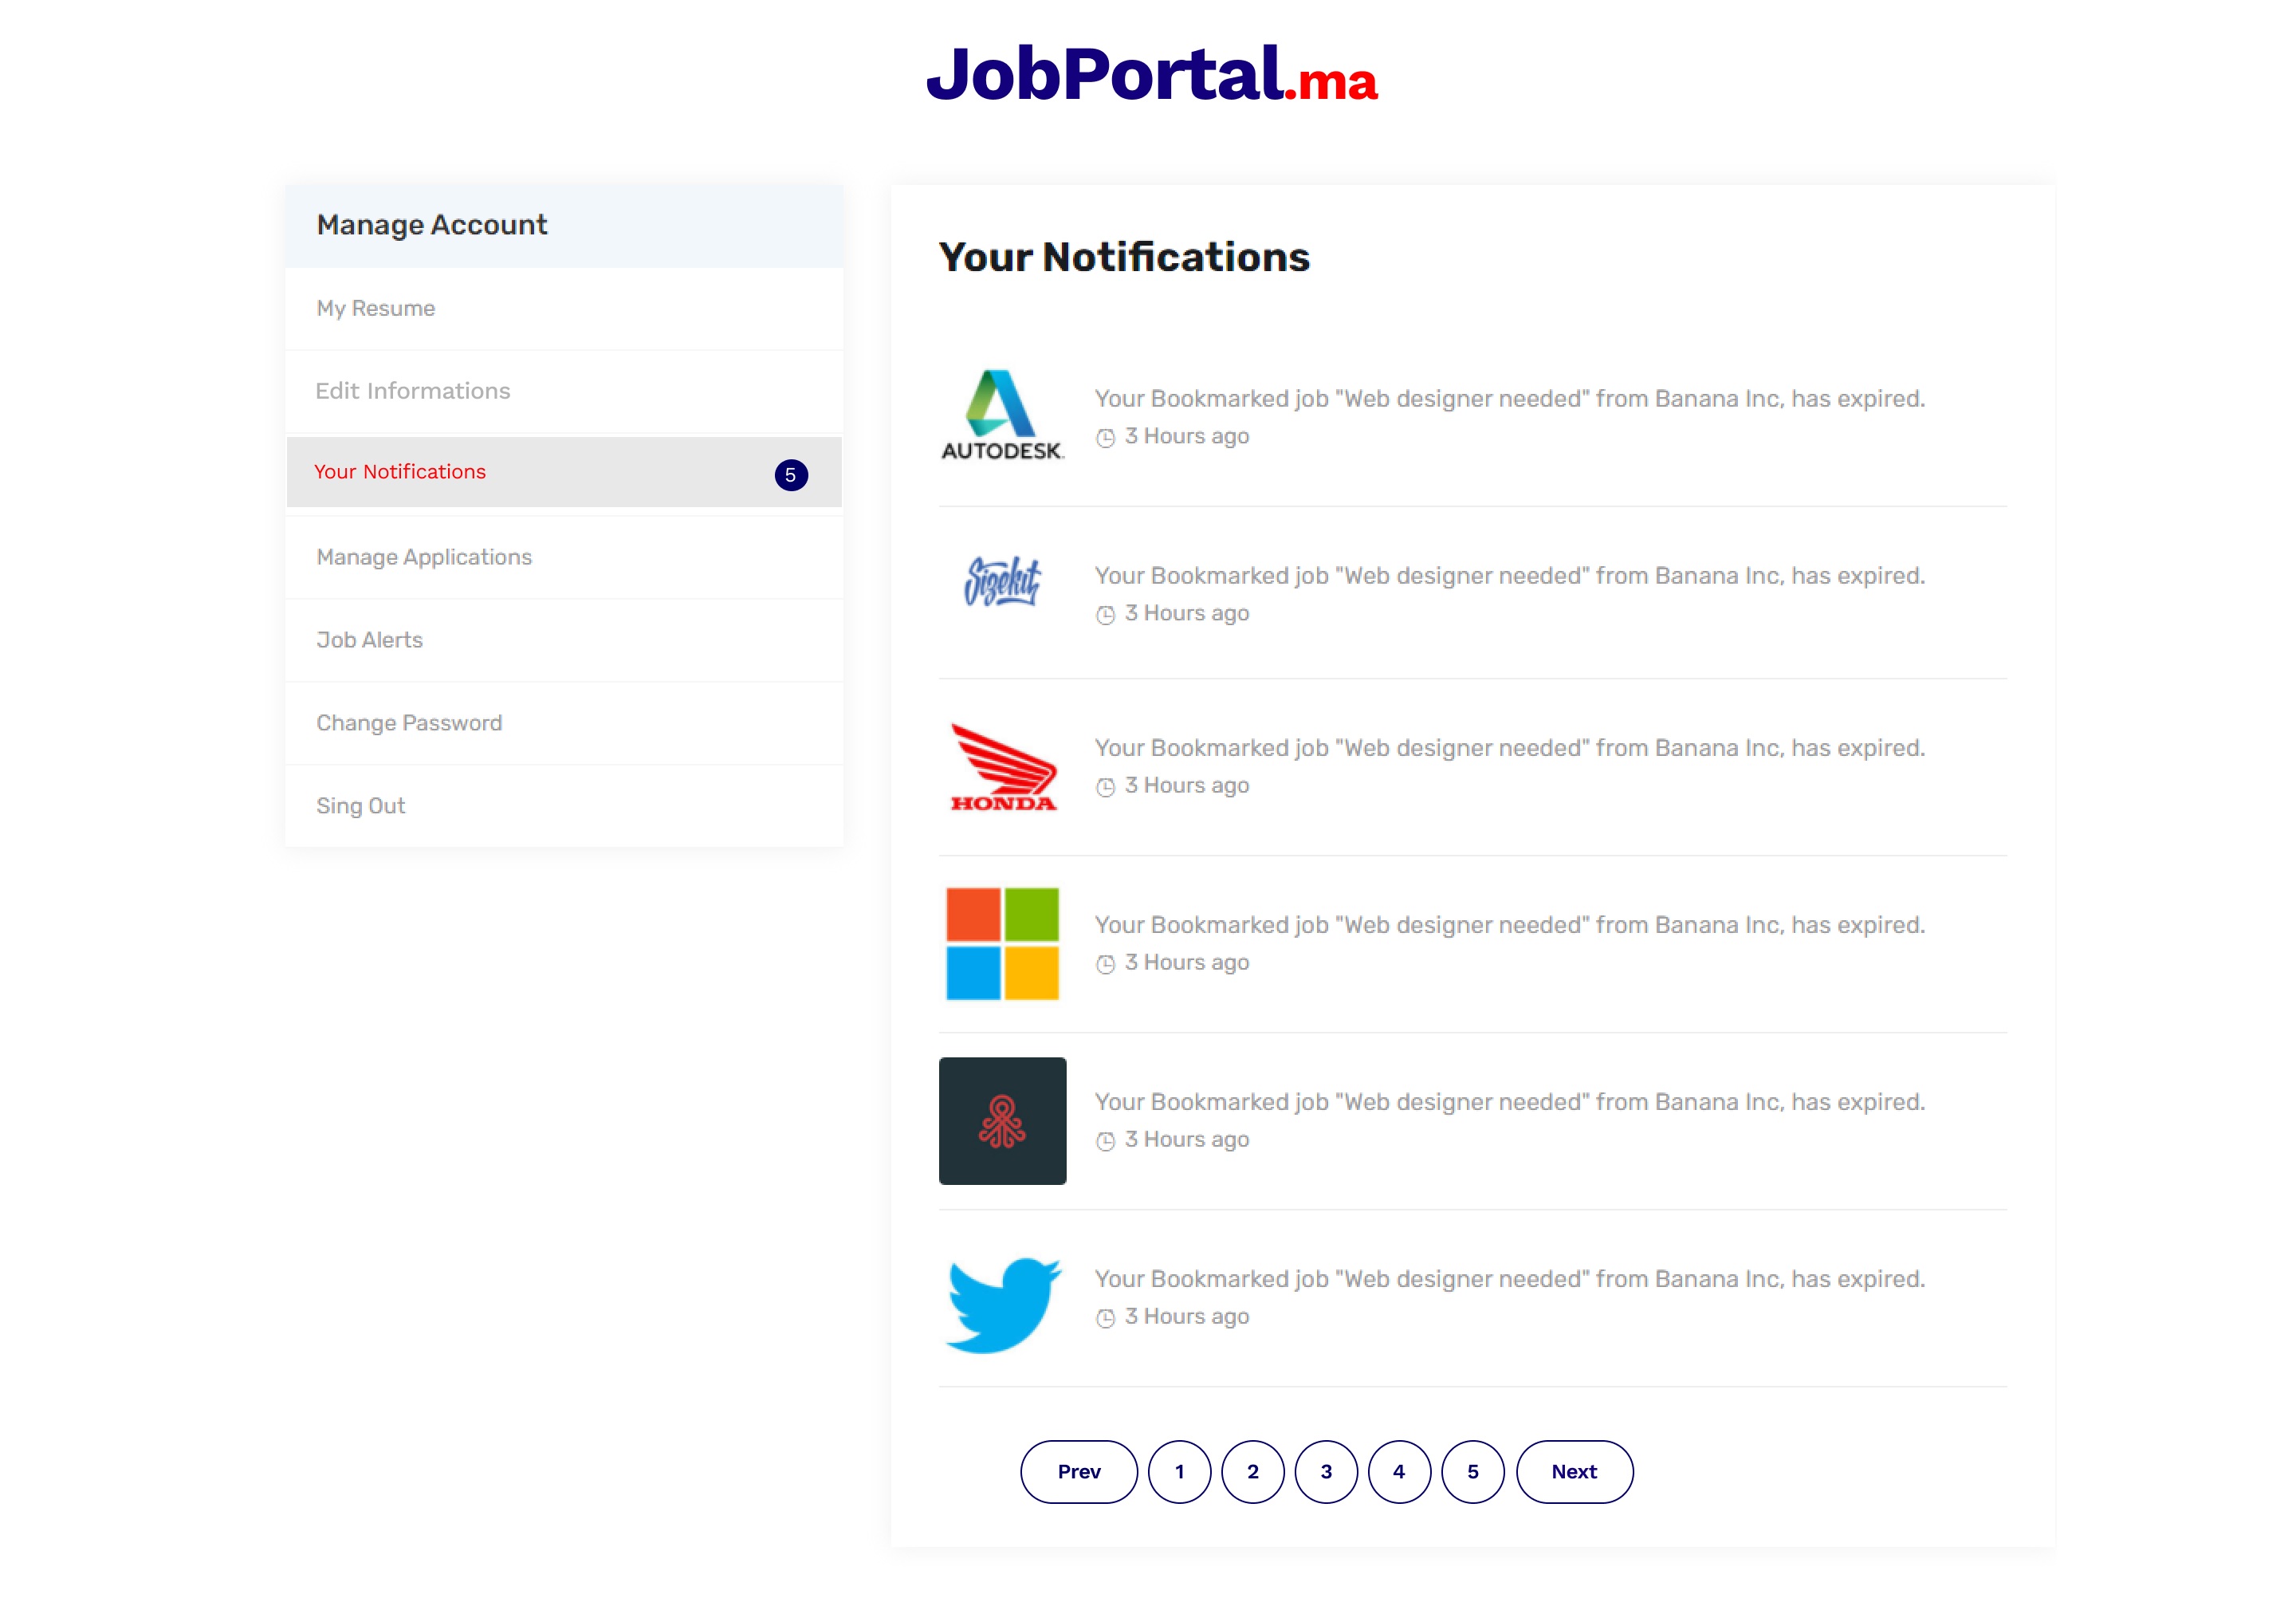 JobPortal.ma
Manage Account
My Resume
Edit Informations
Your Notifications 5
Manage Applications
Job Alerts
Change Password
Sing Out
Your Notifications
AUTODESK.
Your Bookmarked job "Web designer needed" from Banana Inc, has expired.
3 Hours ago
Sizekit
Your Bookmarked job "Web designer needed" from Banana Inc, has expired.
3 Hours ago
HONDA
Your Bookmarked job "Web designer needed" from Banana Inc, has expired.
3 Hours ago
Your Bookmarked job "Web designer needed" from Banana Inc, has expired.
3 Hours ago
Your Bookmarked job "Web designer needed" from Banana Inc, has expired.
3 Hours ago
Your Bookmarked job "Web designer needed" from Banana Inc, has expired.
3 Hours ago
Prev 1 2 3 4 5 Next